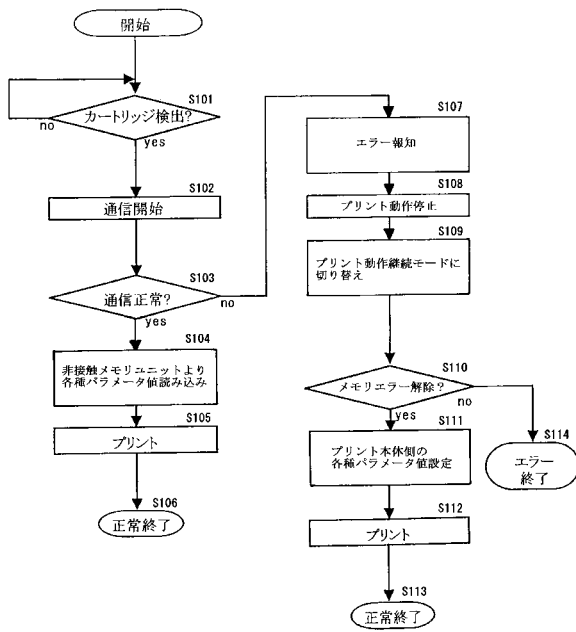 開始
S101
カートリッジ検出?
no
yes
S102
通信開始
S103
通信正常?
no
yes
S104
非接触メモリユニットより
各種パラメータ値読み込み
S105
プリント
S106
正常終了
S107
エラー報知
S108
プリント動作停止
S109
プリント動作継続モードに
切り替え
S110
メモリエラー解除?
no
yes
S111
プリント本体側の
各種パラメータ値設定
S112
プリント
S113
正常終了
S114
エラー
終了